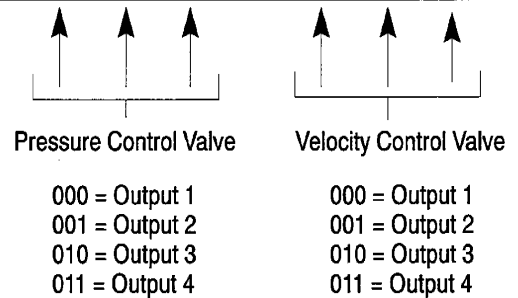 Pressure Control Valve
000 = Output 1
001 = Output 2
010 = Output 3
011 = Output 4
Velocity Control Valve
000 = Output 1
001 = Output 2
010 = Output 3
011 = Output 4